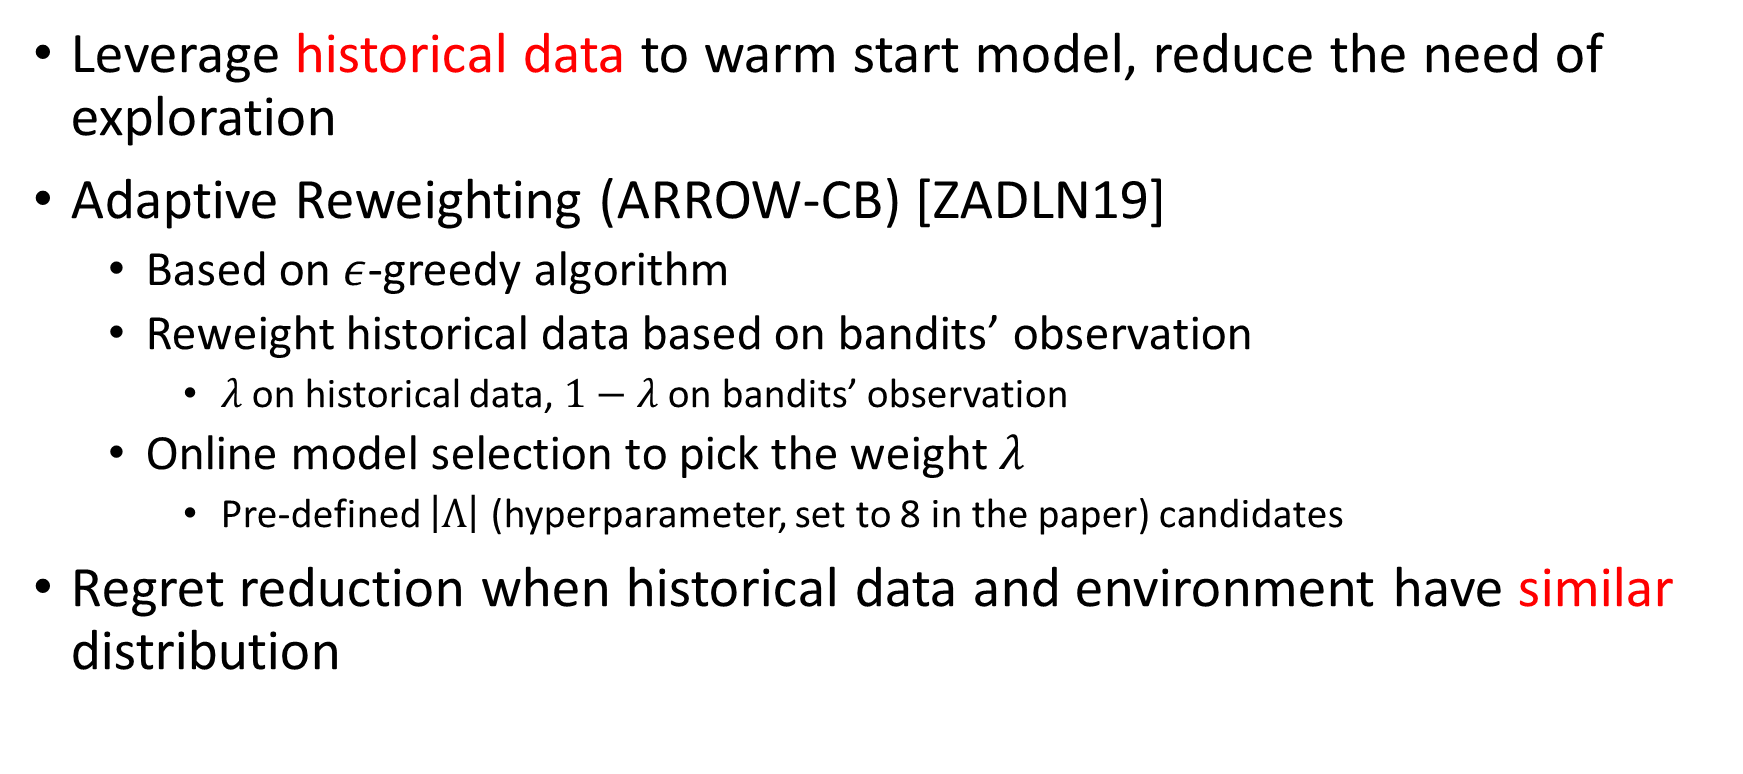 • Leverage historical data to warm start model, reduce the need of
exploration
• Adaptive Reweighting (ARROW-CB) [ZADLN19]
• Based on ϵ-greedy algorithm
• Reweight historical data based on bandits’ observation
• λ on historical data, 1 − λ on bandits’ observation
• Online model selection to pick the weight λ
• Pre-defined |Λ| (hyperparameter, set to 8 in the paper) candidates
• Regret reduction when historical data and environment have similar
distribution